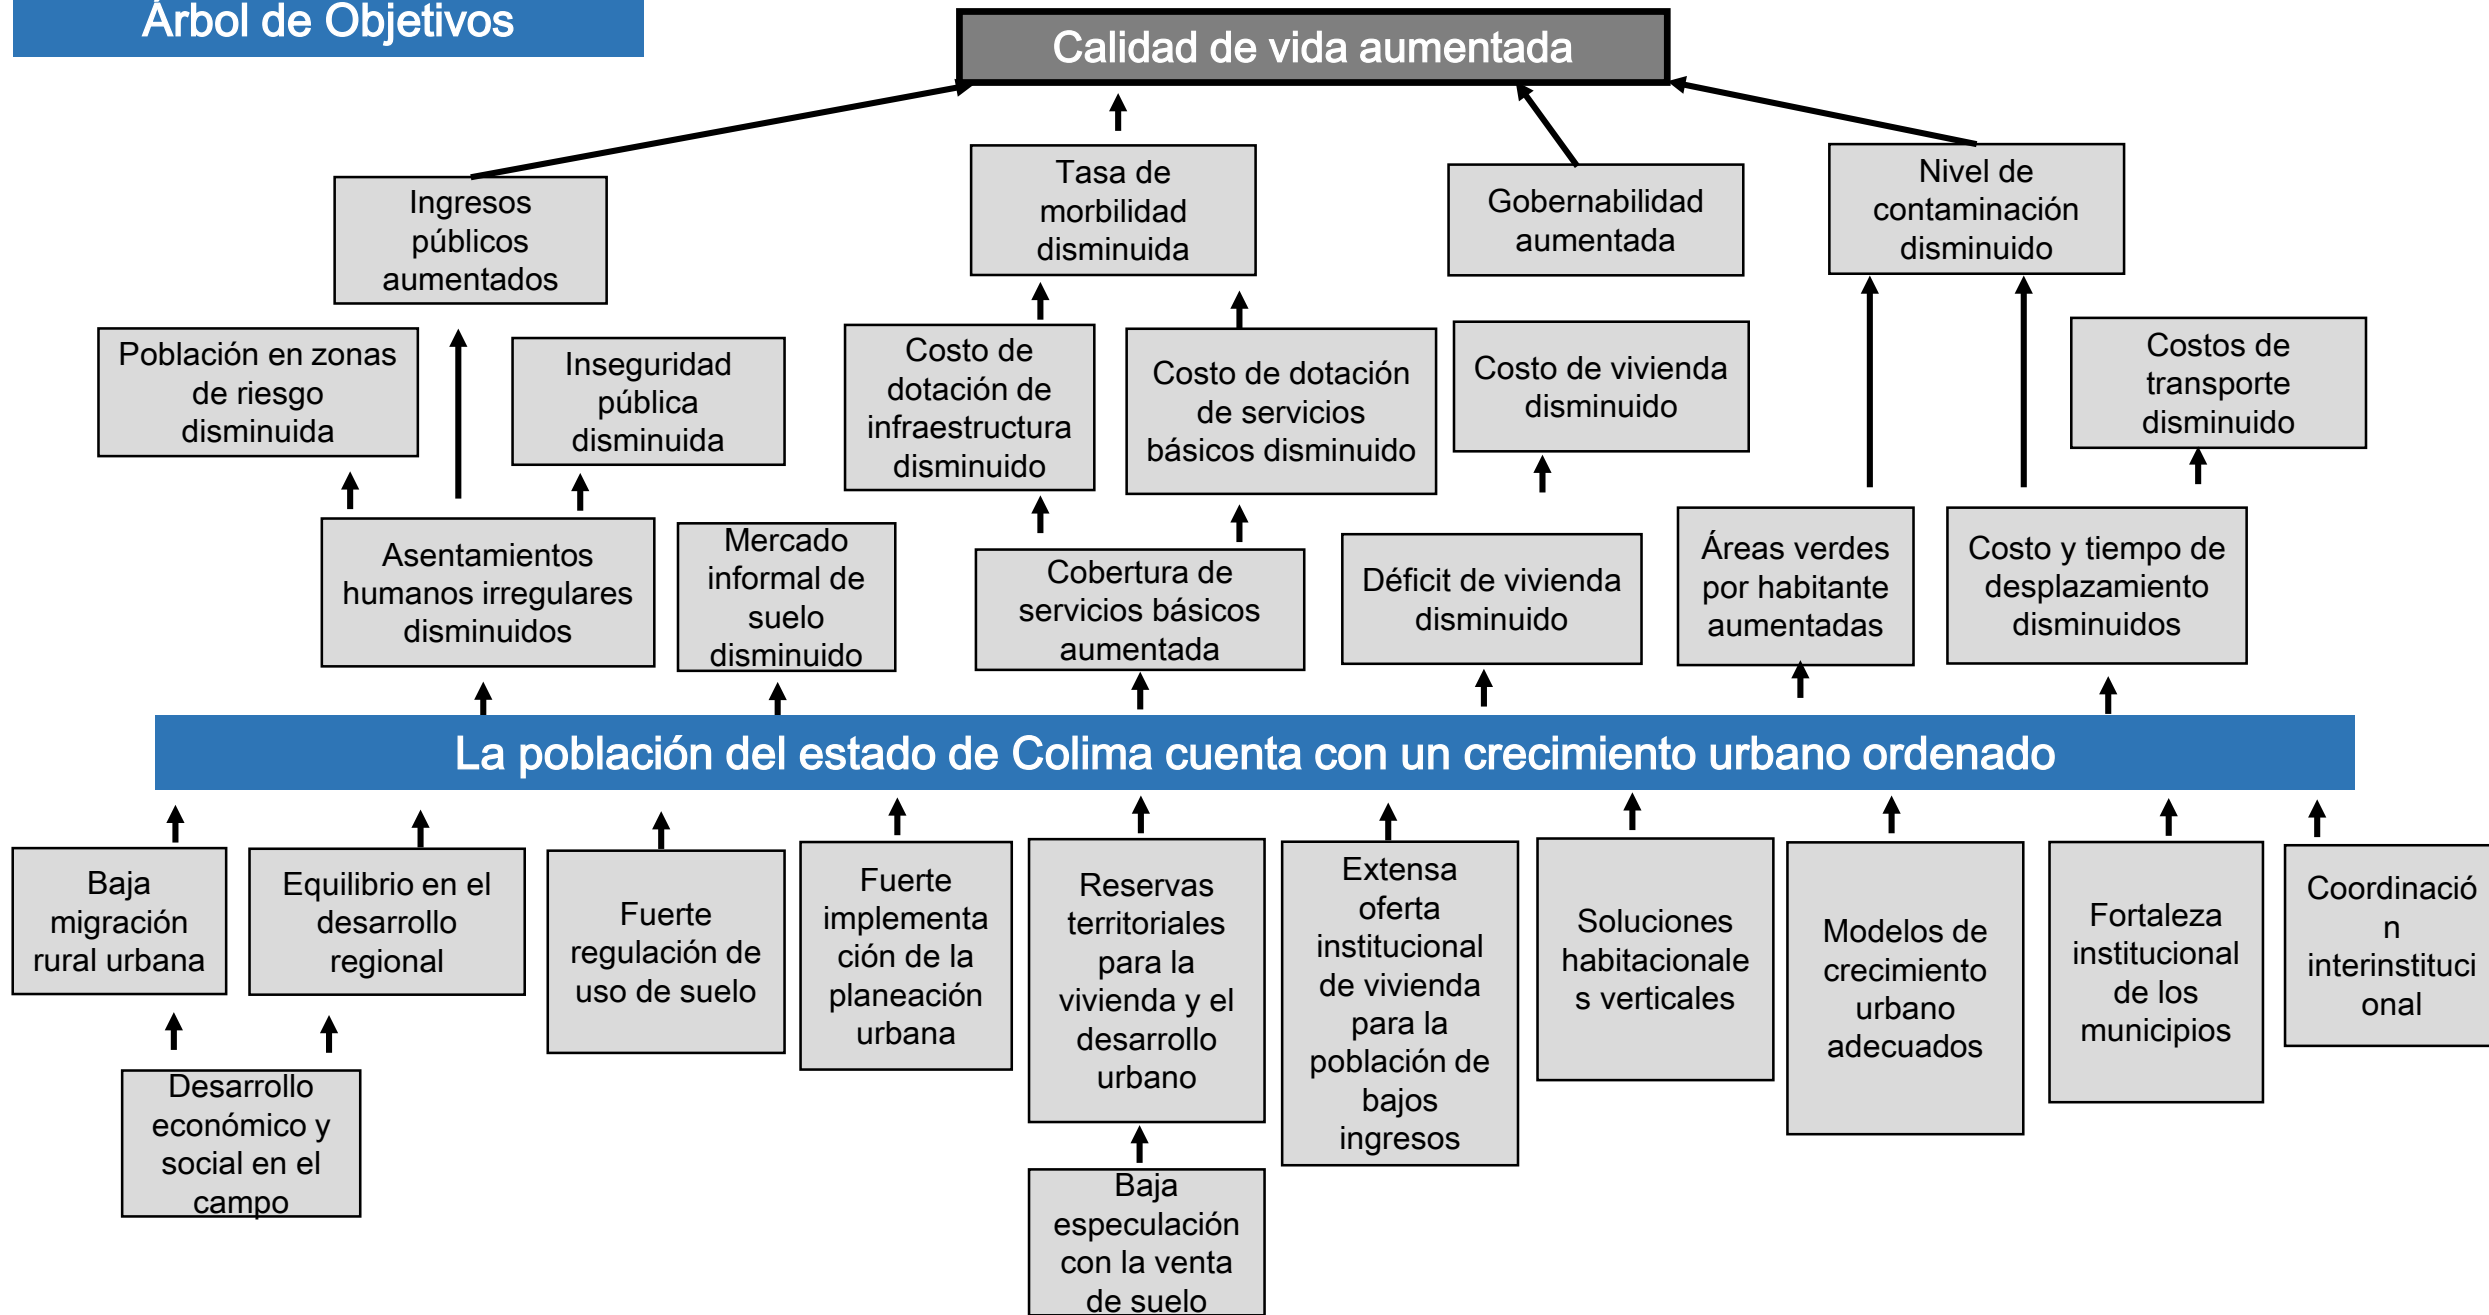 Árbol de Objetivos
Calidad de vida aumentada
Ingresos
públicos
aumentados
Tasa de
morbilidad
disminuida
Gobernabilidad
aumentada
Nivel de
contaminación
disminuido
Población en zonas
de riesgo
disminuida
Inseguridad
pública
disminuida
Costo de
dotación de
infraestructura
disminuido
Costo de dotación
de servicios
básicos disminuido
Costo de vivienda
disminuido
Costos de
transporte
disminuido
Asentamientos
humanos irregulares
disminuidos
Mercado
informal de
suelo
disminuido
Cobertura de
servicios básicos
aumentada
Déficit de vivienda
disminuido
Áreas verdes
por habitante
aumentadas
Costo y tiempo de
desplazamiento
disminuidos
La población del estado de Colima cuenta con un crecimiento urbano ordenado
Baja
migración
rural urbana
Equilibrio en el
desarrollo
regional
Fuerte
regulación de
uso de suelo
Fuerte
implementa
ción de la
planeación
urbana
Reservas
territoriales
para la
vivienda y el
desarrollo
urbano
Extensa
oferta
institucional
de vivienda
para la
población de
bajos
ingresos
Soluciones
habitacionale
s verticales
Modelos de
crecimiento
urbano
adecuados
Fortaleza
institucional
de los
municipios
Coordinació
n
interinstituci
onal
Desarrollo
económico y
social en el
campo
Baja
especulación
con la venta
de suelo